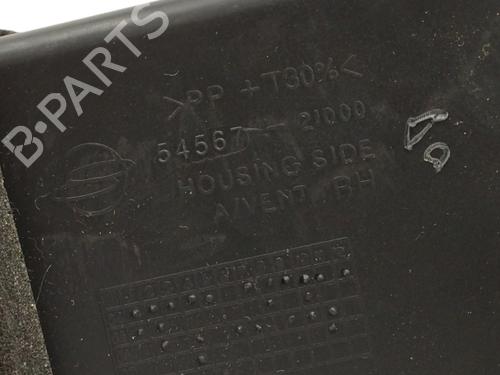 >PP +T30%<
54567 - 21000
HOUSING SIDE
A/VENT, RH
B-PARTS